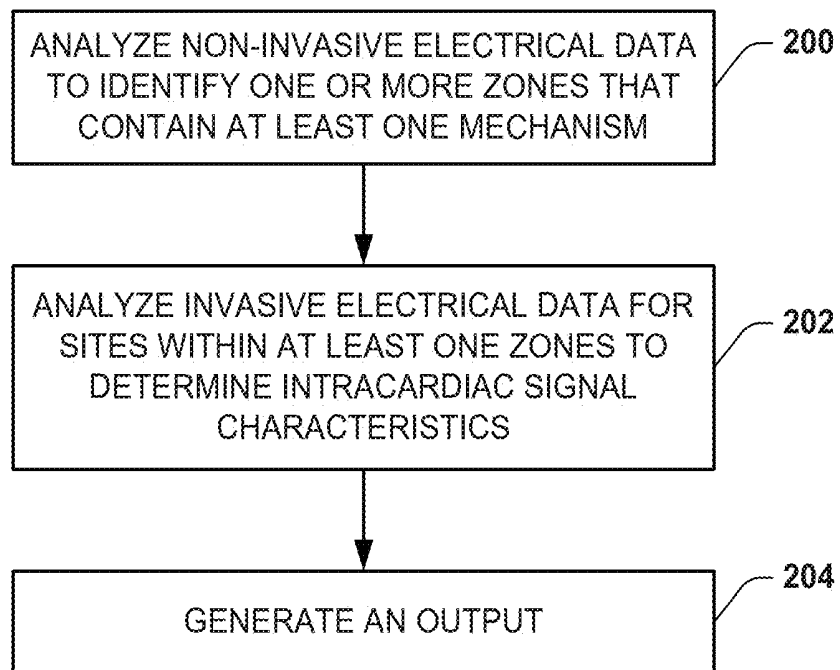 ANALYZE NON-INVASIVE ELECTRICAL DATA
TO IDENTIFY ONE OR MORE ZONES THAT
CONTAIN AT LEAST ONE MECHANISM
200
ANALYZE INVASIVE ELECTRICAL DATA FOR
SITES WITHIN AT LEAST ONE ZONES TO
DETERMINE INTRACARDIAC SIGNAL
CHARACTERISTICS
202
GENERATE AN OUTPUT
204